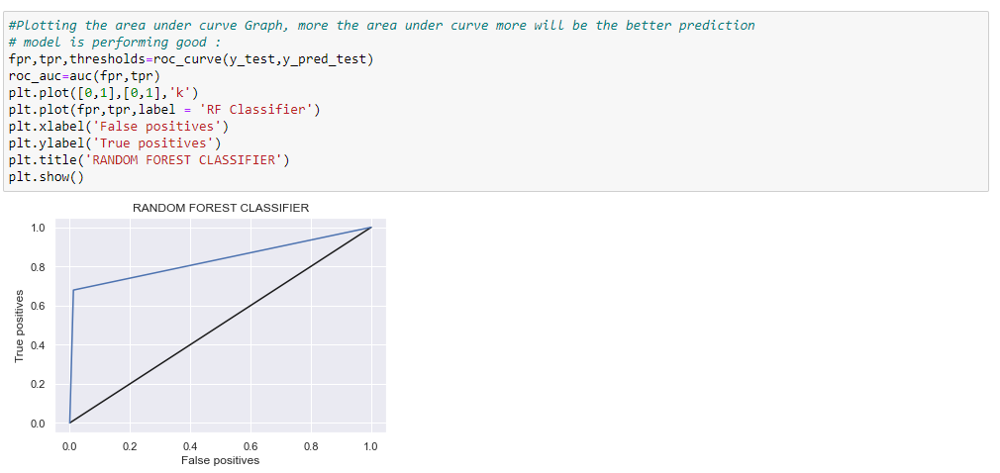 #Plotting the area under curve Graph, more the area under curve more will be the better prediction
# model is performing good :
fpr,tpr,thresholds=roc_curve(y_test,y_pred_test)
roc_auc=auc(fpr,tpr)
plt.plot([0,1],[0,1],'k')
plt.plot(fpr,tpr,label = 'RF Classifier')
plt.xlabel('False positives')
plt.ylabel('True positives')
plt.title('RANDOM FOREST CLASSIFIER')
plt.show()
RANDOM FOREST CLASSIFIER
1.0
0.8
0.6
0.4
0.2
0.0
True positives
0.0 0.2 0.4 0.6 0.8 1.0
False positives